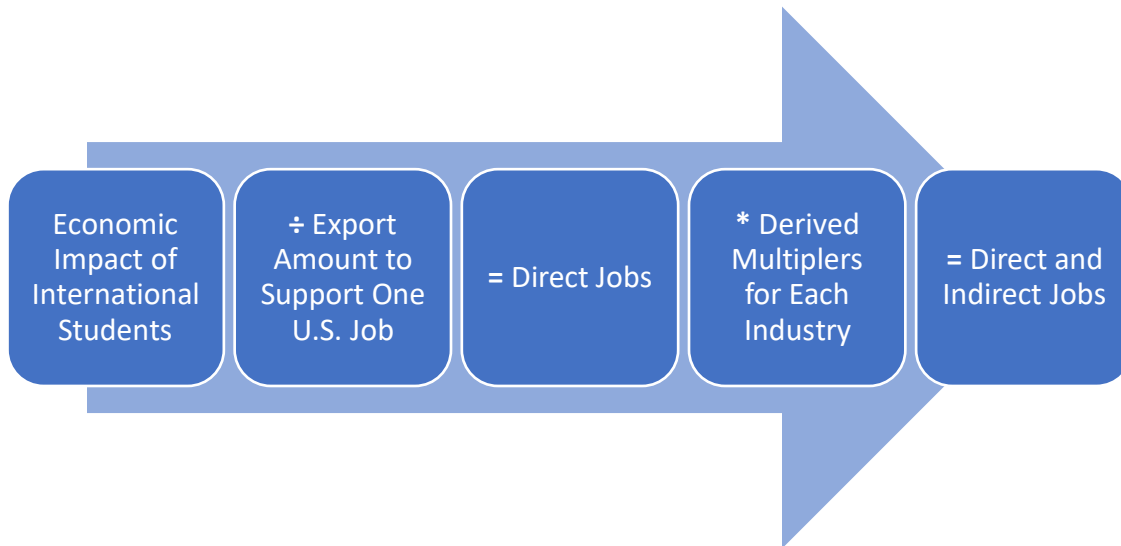 Economic
Impact of
International
Students
÷ Export
Amount to
Support One
U.S. Job
= Direct Jobs
* Derived
Multiplers
for Each
Industry
= Direct and
Indirect Jobs